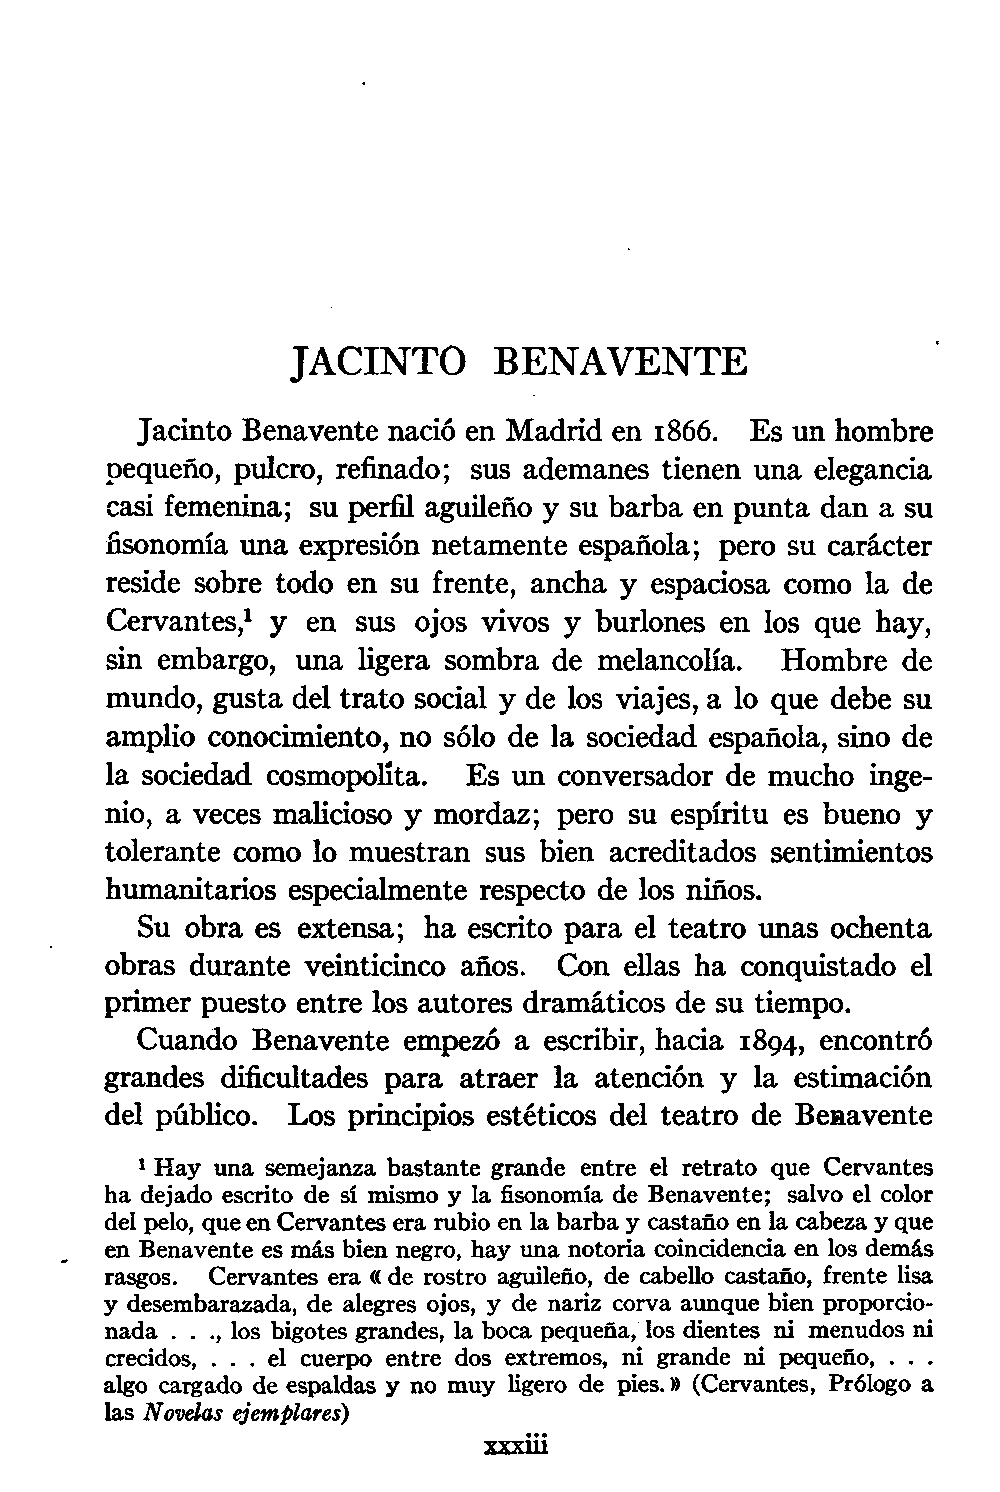 JACINTO BENAVENTE
Jacinto Benavente nació en Madrid en 1866. Es un hombre
pequeño, pulcro, refinado; sus ademanes tienen una elegancia
casi femenina; su perfil aguileño y su barba en punta dan a su
fisonomía una expresión netamente española; pero su carácter
reside sobre todo en su frente, ancha y espaciosa como la de
Cervantes,¹ y en sus ojos vivos y burlones en los que hay,
sin embargo, una ligera sombra de melancolía. Hombre de
mundo, gusta del trato social y de los viajes, a lo que debe su
amplio conocimiento, no sólo de la sociedad española, sino de
la sociedad cosmopolita. Es un conversador de mucho inge-
nio, a veces malicioso y mordaz; pero su espíritu es bueno y
tolerante como lo muestran sus bien acreditados sentimientos
humanitarios especialmente respecto de los niños.
Su obra es extensa; ha escrito para el teatro unas ochenta
obras durante veinticinco años. Con ellas ha conquistado el
primer puesto entre los autores dramáticos de su tiempo.
Cuando Benavente empezó a escribir, hacia 1894, encontró
grandes dificultades para atraer la atención y la estimación
del público. Los principios estéticos del teatro de Benavente
¹ Hay una semejanza bastante grande entre el retrato que Cervantes
ha dejado escrito de sí mismo y la fisonomía de Benavente; salvo el color
del pelo, que en Cervantes era rubio en la barba y castaño en la cabeza y que
en Benavente es más bien negro, hay una notoria coincidencia en los demás
rasgos. Cervantes era « de rostro aguileño, de cabello castaño, frente lisa
y desembarazada, de alegres ojos, y de nariz corva aunque bien proporcio-
nada . . ., los bigotes grandes, la boca pequeña, los dientes ni menudos ni
crecidos, . . . el cuerpo entre dos extremos, ni grande ni pequeño, . . .
algo cargado de espaldas y no muy ligero de pies.» (Cervantes, Prólogo a
las Novelas ejemplares)
xxxiii